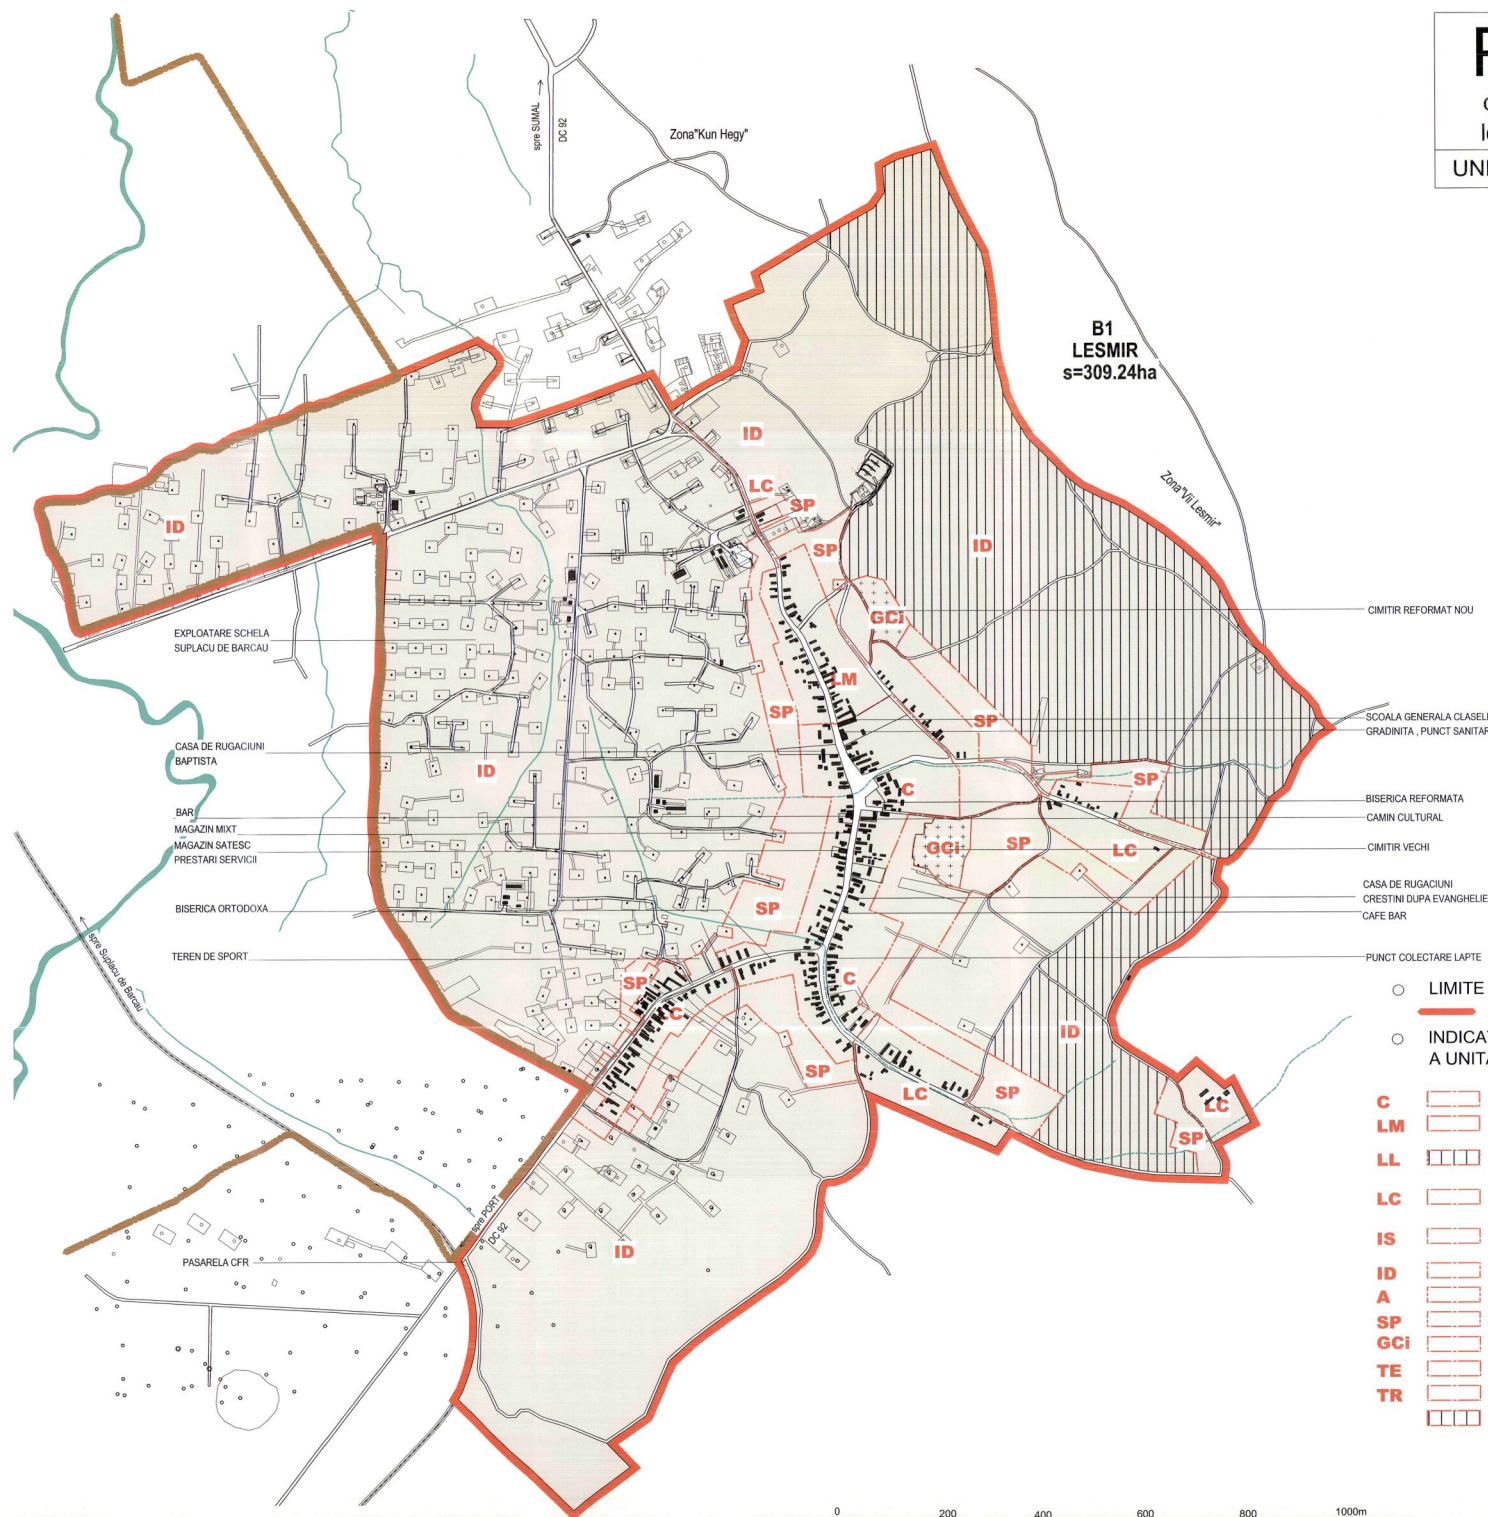 UNI
spre SUMAL
DC 92
Zona"Kun Hegy"
B1
LESMIR
s=309.24ha
Zona"Vii Lesmir"
ID
LC
SP
SP
ID
ID
GCi
CIMITIR REFORMAT NOU
EXPLOATARE SCHELA
SUPLACU DE BARCAU
LM
SP
SP
SCOALA GENERALA CLASEL
GRADINITA , PUNCT SANITAR
CASA DE RUGACIUNI
BAPTISTA
ID
C
SP
BISERICA REFORMATA
BAR
CAMIN CULTURAL
MAGAZIN MIXT
MAGAZIN SATESC
PRESTARI SERVICII
GCi
SP
LC
CIMITIR VECHI
CASA DE RUGACIUNI
CRESTINI DUPA EVANGHELIE
BISERICA ORTODOXA
SP
CAFE BAR
TEREN DE SPORT
PUNCT COLECTARE LAPTE
spre Suplacu de Barcau
SP
C
LC
LIMITE
ID
INDICAT
A UNITA
SP
LC
SP
LC
SP
C
LM
LL
LC
IS
ID
A
SP
GCi
TE
TR
spre PORT
DC 92
ID
PASARELA CFR
0 200 400 600 800 1000m